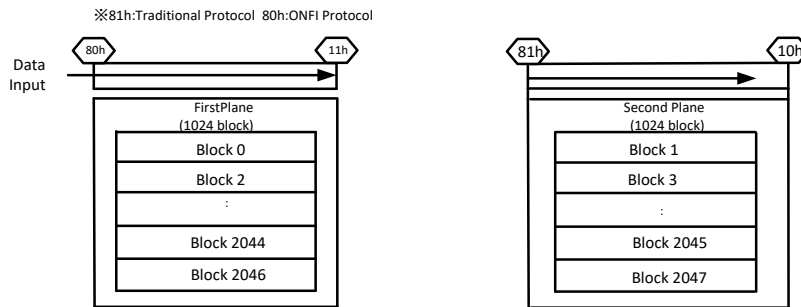 ※81h:Traditional Protocol 80h:ONFI Protocol
80h
11h
Data
Input
FirstPlane
(1024 block)
Block 0
Block 2
:
Block 2044
Block 2046
81h
10h
Second Plane
(1024 block)
Block 1
Block 3
:
Block 2045
Block 2047